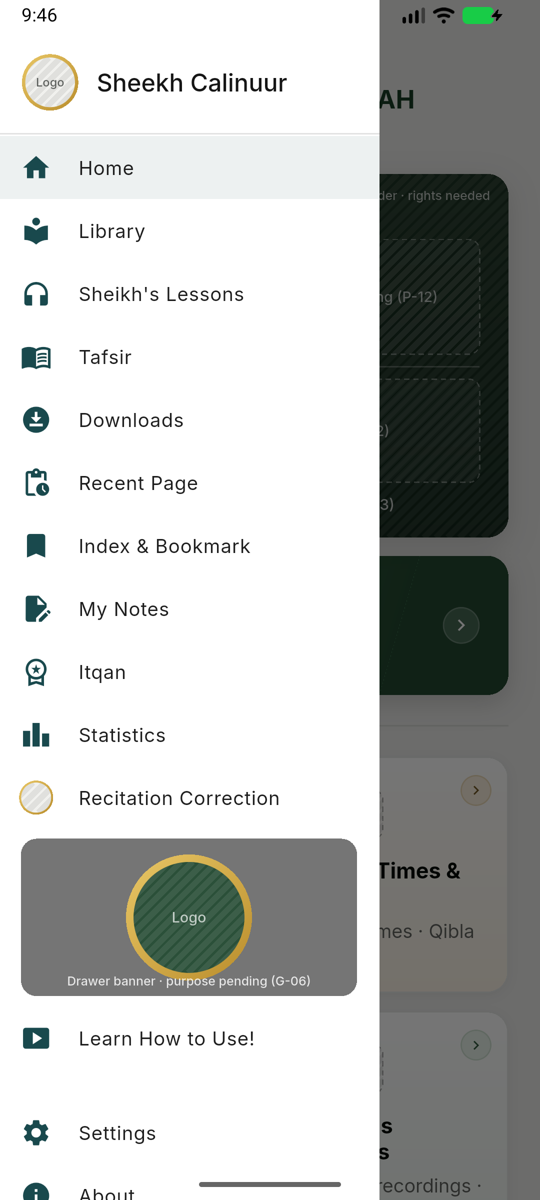 9:46
Logo
Sheekh Calinuur
AH
Home
der · rights needed
Library
Sheikh's Lessons
ng (P-12)
Tafsir
Downloads
2)
Recent Page
3)
Index & Bookmark
My Notes
Itqan
Statistics
Recitation Correction
Times &
mes · Qibla
Logo
Drawer banner · purpose pending (G-06)
Learn How to Use!
Settings
s
s
recordings ·
About